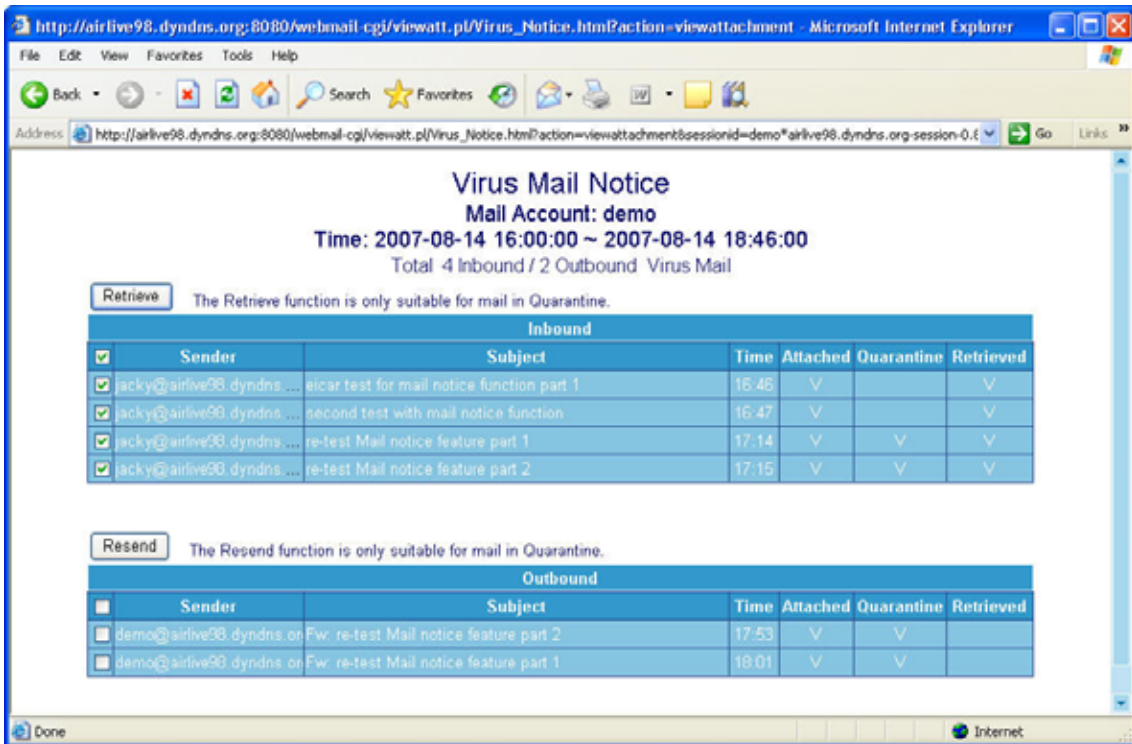 http://airlive98.dyndns.org:8080/webmail-cgi/viewatt.pl/Virus_Notice.html?action=viewattachment - Microsoft Internet Explorer
File Edit View Favorites Tools Help
Back Search Favorites
Address http://airlive98.dyndns.org:8080/webmail-cgi/viewatt.pl/Virus_Notice.html?action=viewattachment&sessionid=demo*airlive98.dyndns.org-session-0.8 Go Links »
Virus Mail Notice
Mail Account: demo
Time: 2007-08-14 16:00:00 ~ 2007-08-14 18:46:00
Total 4 Inbound / 2 Outbound Virus Mail
Retrieve The Retrieve function is only suitable for mail in Quarantine.
Inbound
Sender Subject Time Attached Quarantine Retrieved
jacky@airlive98.dyndns.... eicar test for mail notice function part 1 16:46 V V
jacky@airlive98.dyndns.... second test with mail notice function 16:47 V V
jacky@airlive98.dyndns.... re-test Mail notice feature part 1 17:14 V V V
jacky@airlive98.dyndns.... re-test Mail notice feature part 2 17:15 V V V
Resend The Resend function is only suitable for mail in Quarantine.
Outbound
Sender Subject Time Attached Quarantine Retrieved
demo@airlive98.dyndns.or Fw: re-test Mail notice feature part 2 17:53 V V
demo@airlive98.dyndns.or Fw: re-test Mail notice feature part 1 18:01 V V
Done Internet